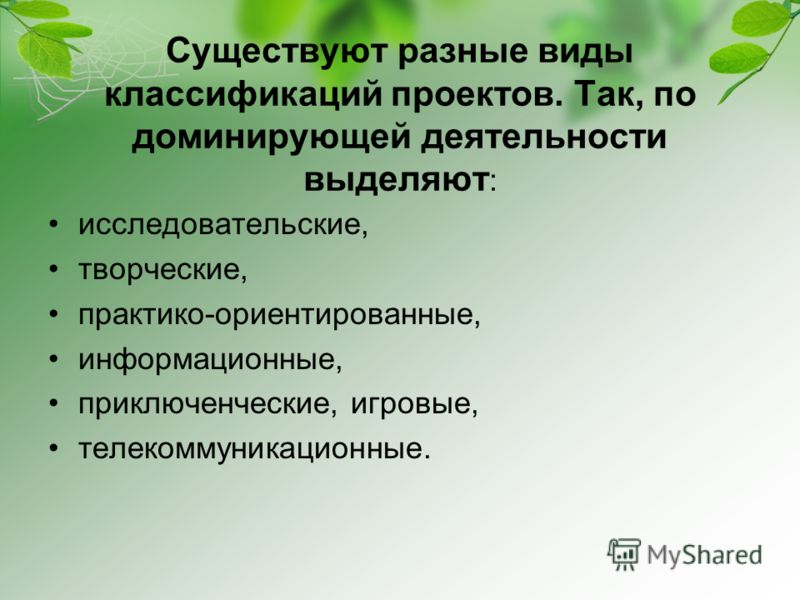 Существуют разные виды
классификаций проектов. Так, по
доминирующей деятельности
выделяют:
• исследовательские,
• творческие,
• практико-ориентированные,
• информационные,
• приключенческие, игровые,
• телекоммуникационные.
MyShared